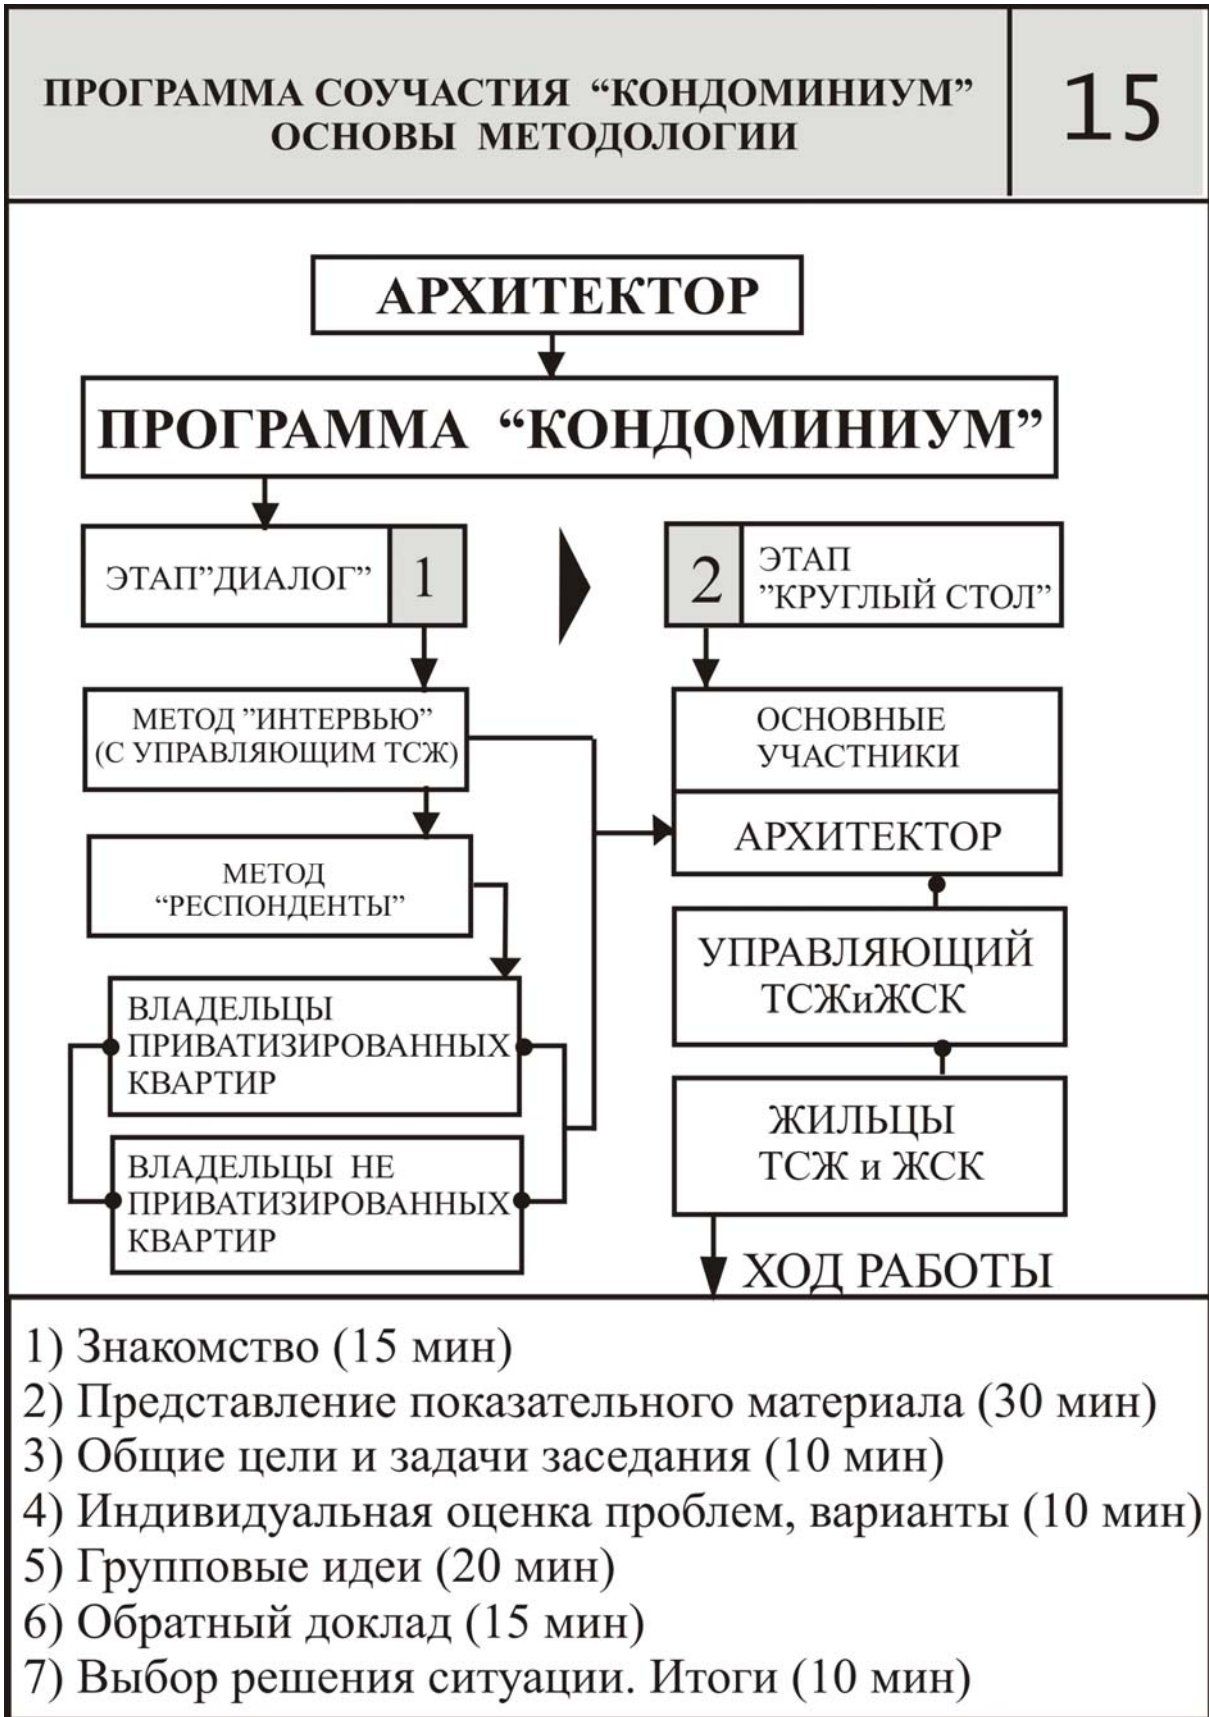 ПРОГРАММА СОУЧАСТИЯ “КОНДОМИНИУМ”
ОСНОВЫ МЕТОДОЛОГИИ
15
АРХИТЕКТОР
ПРОГРАММА “КОНДОМИНИУМ”
ЭТАП”ДИАЛОГ”
1
2
ЭТАП
”КРУГЛЫЙ СТОЛ”
МЕТОД ”ИНТЕРВЬЮ”
(С УПРАВЛЯЮЩИМ ТСЖ)
МЕТОД
“РЕСПОНДЕНТЫ”
ВЛАДЕЛЬЦЫ
ПРИВАТИЗИРОВАННЫХ
КВАРТИР
ВЛАДЕЛЬЦЫ НЕ
ПРИВАТИЗИРОВАННЫХ
КВАРТИР
ОСНОВНЫЕ
УЧАСТНИКИ
АРХИТЕКТОР
УПРАВЛЯЮЩИЙ
ТСЖиЖСК
ЖИЛЬЦЫ
ТСЖ и ЖСК
ХОД РАБОТЫ
1) Знакомство (15 мин)
2) Представление показательного материала (30 мин)
3) Общие цели и задачи заседания (10 мин)
4) Индивидуальная оценка проблем, варианты (10 мин)
5) Групповые идеи (20 мин)
6) Обратный доклад (15 мин)
7) Выбор решения ситуации. Итоги (10 мин)